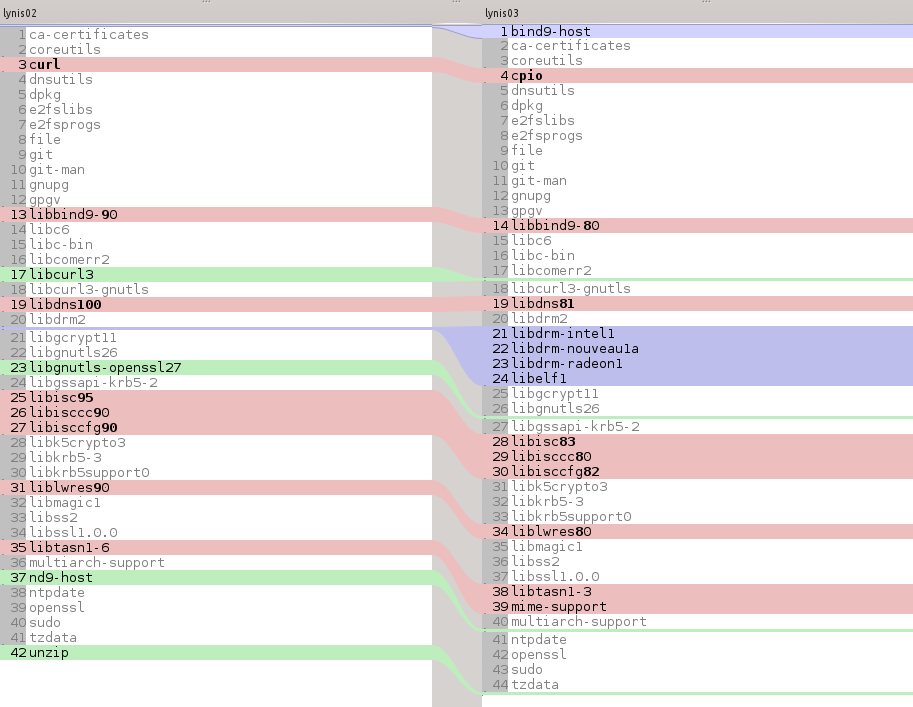 lynis02
1 ca-certificates
2 coreutils
3 curl
4 dnsutils
5 dpkg
6 e2fslibs
7 e2fsprogs
8 file
9 git
10 git-man
11 gnupg
12 gpgv
13 libbind9-90
14 libc6
15 libc-bin
16 libcomerr2
17 libcurl3
18 libcurl3-gnutls
19 libdns100
20 libdrm2
21 libgcrypt11
22 libgnutls26
23 libgnutls-openssl27
24 libgssapi-krb5-2
25 libisc95
26 libisccc90
27 libisccfg90
28 libk5crypto3
29 libkrb5-3
30 libkrb5support0
31 liblwres90
32 libmagic1
33 libss2
34 libssl1.0.0
35 libtasn1-6
36 multiarch-support
37 nd9-host
38 ntpdate
39 openssl
40 sudo
41 tzdata
42 unzip
lynis03
1 bind9-host
2 ca-certificates
3 coreutils
4 cpio
5 dnsutils
6 dpkg
7 e2fslibs
8 e2fsprogs
9 file
10 git
11 git-man
12 gnupg
13 gpgv
14 libbind9-80
15 libc6
16 libc-bin
17 libcomerr2
18 libcurl3-gnutls
19 libdns81
20 libdrm2
21 libdrm-intel1
22 libdrm-nouveau1a
23 libdrm-radeon1
24 libelf1
25 libgcrypt11
26 libgnutls26
27 libgssapi-krb5-2
28 libisc83
29 libisccc80
30 libisccfg82
31 libk5crypto3
32 libkrb5-3
33 libkrb5support0
34 liblwres80
35 libmagic1
36 libss2
37 libssl1.0.0
38 libtasn1-3
39 mime-support
40 multiarch-support
41 ntpdate
42 openssl
43 sudo
44 tzdata